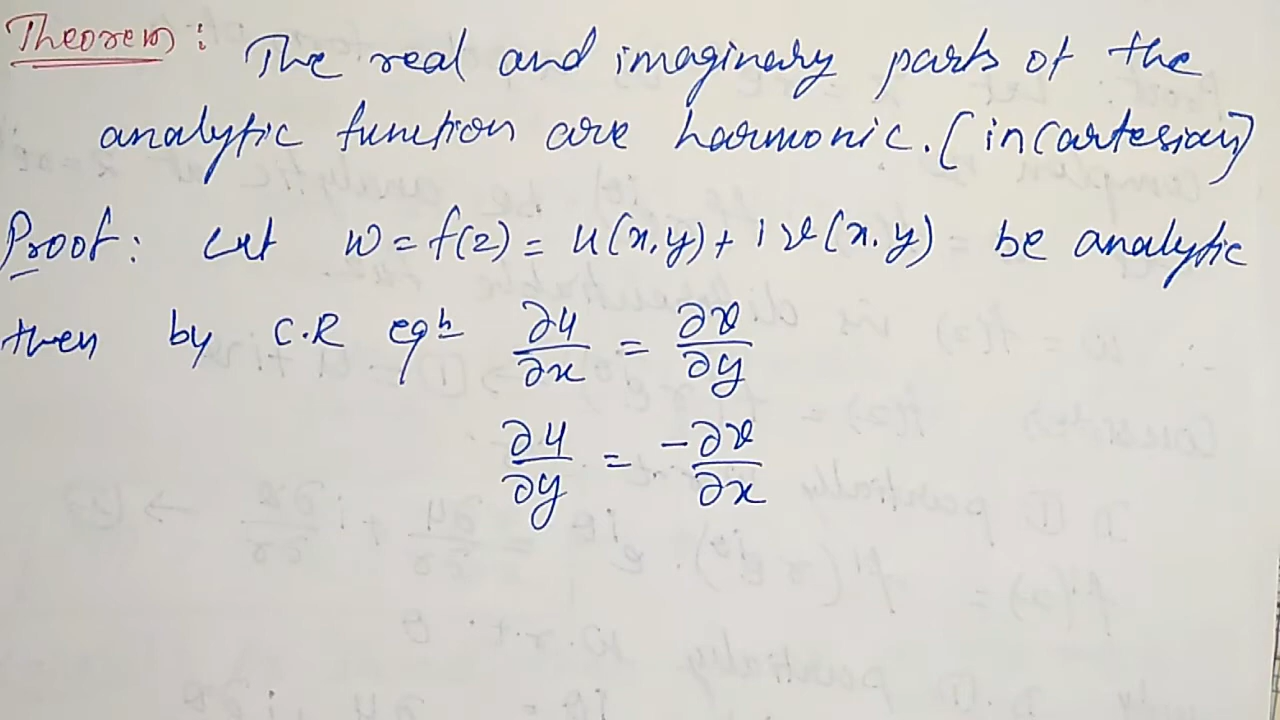 Theorem: The real and imaginary parts of the
analytic function are harmonic. [in Cartesian]
Proof: Let w = f(z) = u(x,y) + iv(x,y) be analytic
then by C.R eqn ∂u/∂x = ∂v/∂y
∂u/∂y = -∂v/∂x